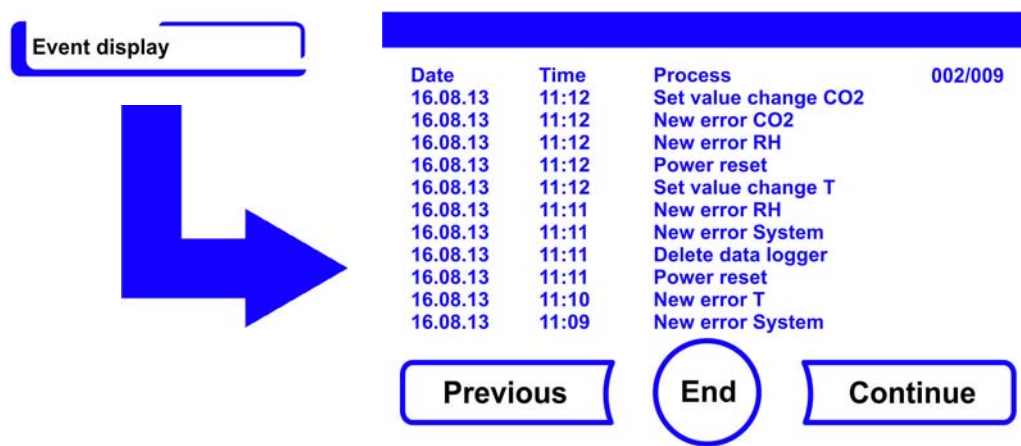 Event display
Date Time Process 002/009
16.08.13 11:12 Set value change CO2
16.08.13 11:12 New error CO2
16.08.13 11:12 New error RH
16.08.13 11:12 Power reset
16.08.13 11:12 Set value change T
16.08.13 11:11 New error RH
16.08.13 11:11 New error System
16.08.13 11:11 Delete data logger
16.08.13 11:11 Power reset
16.08.13 11:10 New error T
16.08.13 11:09 New error System
Previous End Continue